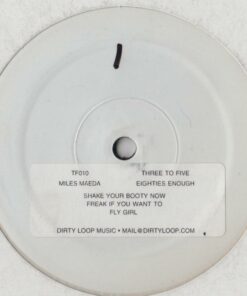 1
TF010 THREE TO FIVE
MILES MAEDA EIGHTIES ENOUGH
SHAKE YOUR BOOTY NOW
FREAK IF YOU WANT TO
FLY GIRL
DIRTY LOOP MUSIC • MAIL@DIRTYLOOP.COM